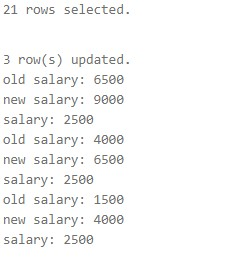 21 rows selected.
3 row(s) updated.
old salary: 6500
new salary: 9000
salary: 2500
old salary: 4000
new salary: 6500
salary: 2500
old salary: 1500
new salary: 4000
salary: 2500